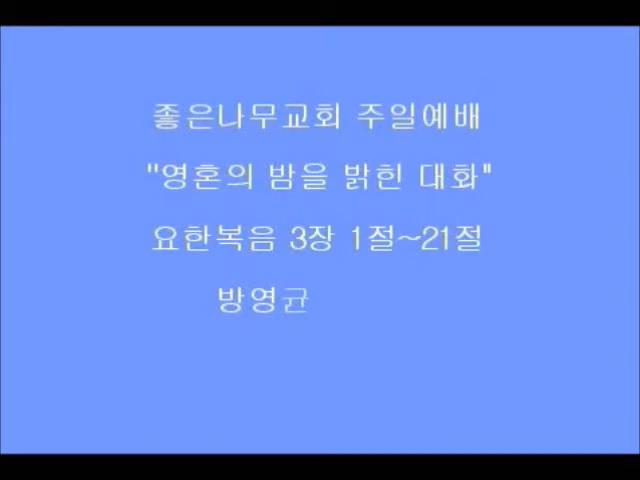 좋은나무교회 주일예배
"영혼의 밤을 밝힌 대화"
요한복음 3장 1절~21절
방영균